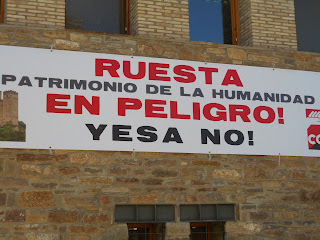 RUESTA
PATRIMONIO DE LA HUMANIDAD
EN PELIGRO!
YESA NO!